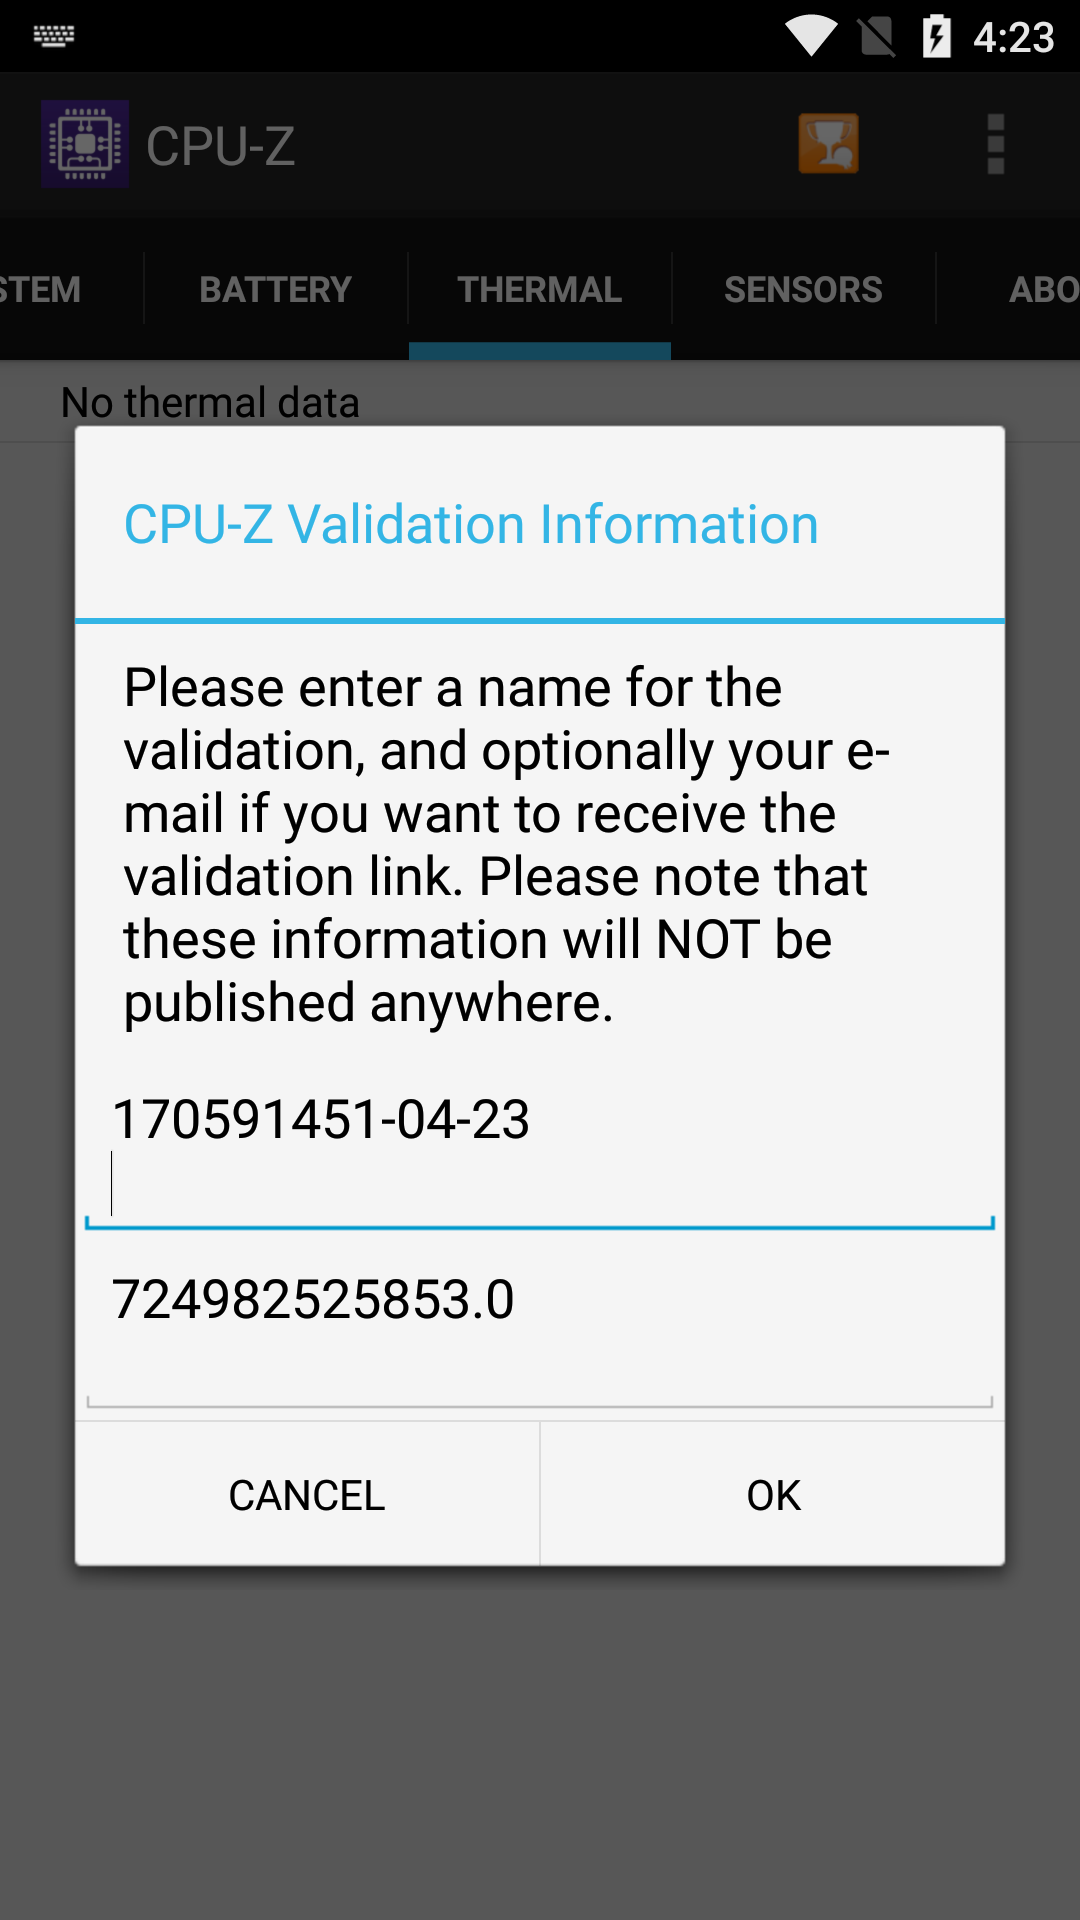 4:23
CPU-Z
STEM
BATTERY
THERMAL
SENSORS
ABO
No thermal data
CPU-Z Validation Information
Please enter a name for the
validation, and optionally your e-
mail if you want to receive the
validation link. Please note that
these information will NOT be
published anywhere.
170591451-04-23
724982525853.0
CANCEL
OK